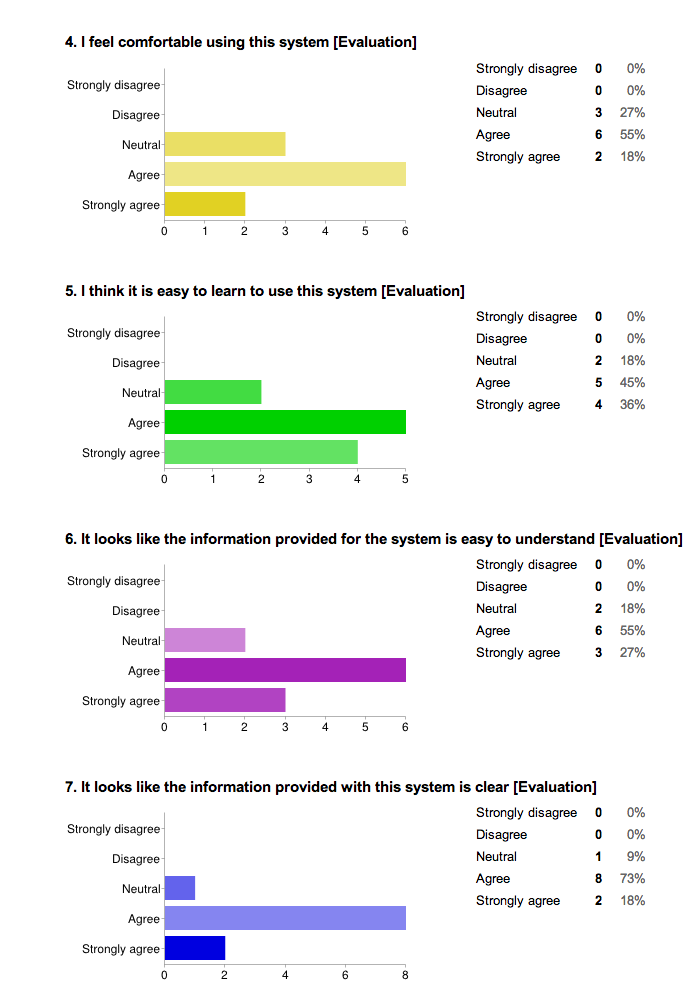 4. I feel comfortable using this system [Evaluation]
Strongly disagree
Disagree
Neutral
Agree
Strongly agree
0 1 2 3 4 5 6
Strongly disagree 0 0%
Disagree 0 0%
Neutral 3 27%
Agree 6 55%
Strongly agree 2 18%
5. I think it is easy to learn to use this system [Evaluation]
Strongly disagree
Disagree
Neutral
Agree
Strongly agree
0 1 2 3 4 5
Strongly disagree 0 0%
Disagree 0 0%
Neutral 2 18%
Agree 5 45%
Strongly agree 4 36%
6. It looks like the information provided for the system is easy to understand [Evaluation]
Strongly disagree
Disagree
Neutral
Agree
Strongly agree
0 1 2 3 4 5 6
Strongly disagree 0 0%
Disagree 0 0%
Neutral 2 18%
Agree 6 55%
Strongly agree 3 27%
7. It looks like the information provided with this system is clear [Evaluation]
Strongly disagree
Disagree
Neutral
Agree
Strongly agree
0 2 4 6 8
Strongly disagree 0 0%
Disagree 0 0%
Neutral 1 9%
Agree 8 73%
Strongly agree 2 18%